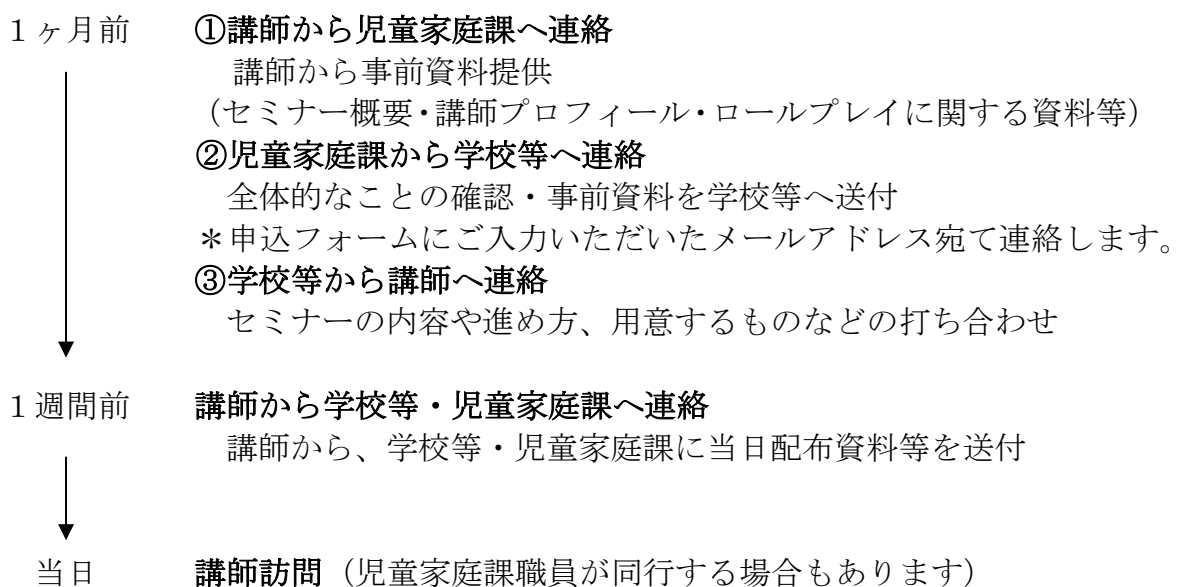 1ヶ月前 ①講師から児童家庭課へ連絡
講師から事前資料提供
(セミナー概要・講師プロフィール・ロールプレイに関する資料等)
②児童家庭課から学校等へ連絡
全体的なことの確認・事前資料を学校等へ送付
＊申込フォームにご入力いただいたメールアドレス宛て連絡します。
③学校等から講師へ連絡
セミナーの内容や進め方、用意するものなどの打ち合わせ
1週間前 講師から学校等・児童家庭課へ連絡
講師から、学校等・児童家庭課に当日配布資料等を送付
当日 講師訪問（児童家庭課職員が同行する場合もあります）